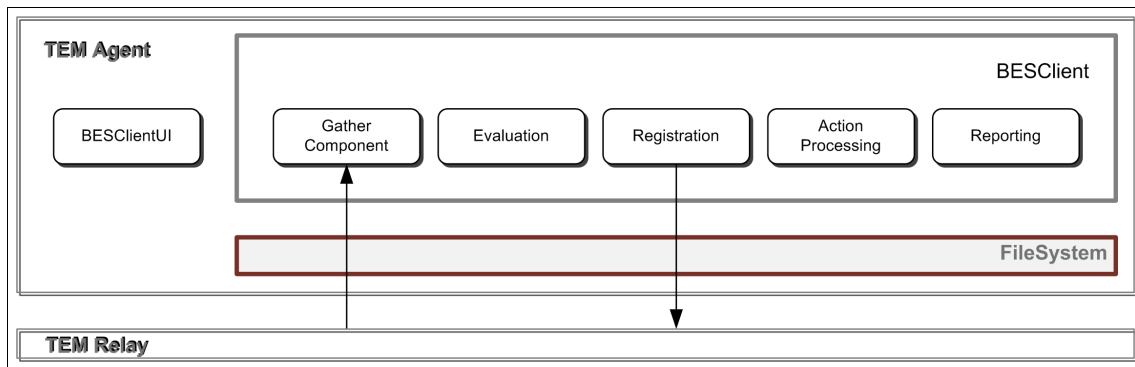 TEM Agent
BESClient
BESClientUI
Gather
Component
Evaluation
Registration
Action
Processing
Reporting
FileSystem
TEM Relay